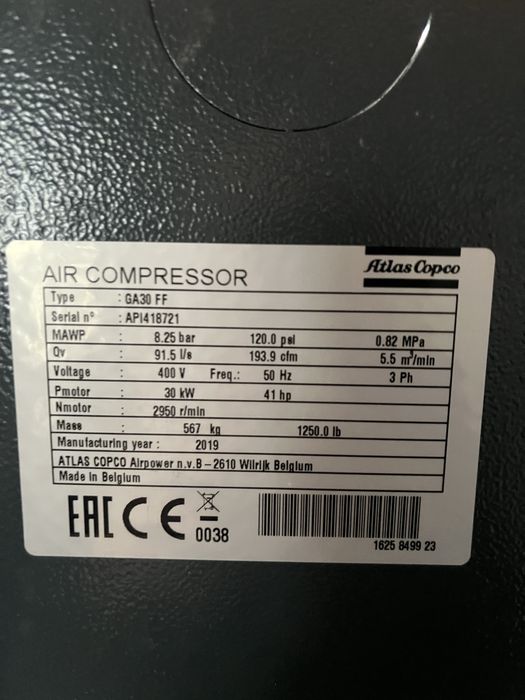 Atlas Copco
AIR COMPRESSOR
Type : GA30 FF
Serial n° : API418721
MAWP : 8.25 bar 120.0 psi 0.82 MPa
Qv : 91.5 l/s 193.9 cfm 5.5 m³/min
Voltage : 400 V Freq.: 50 Hz 3 Ph
Pmotor : 30 kW 41 hp
Nmotor : 2950 r/min
Mass : 567 kg 1250.0 lb
Manufacturing year : 2019
ATLAS COPCO Airpower n.v.B – 2610 Wilrijk Belgium
Made in Belgium
EAC CE 0038
1625 8499 23